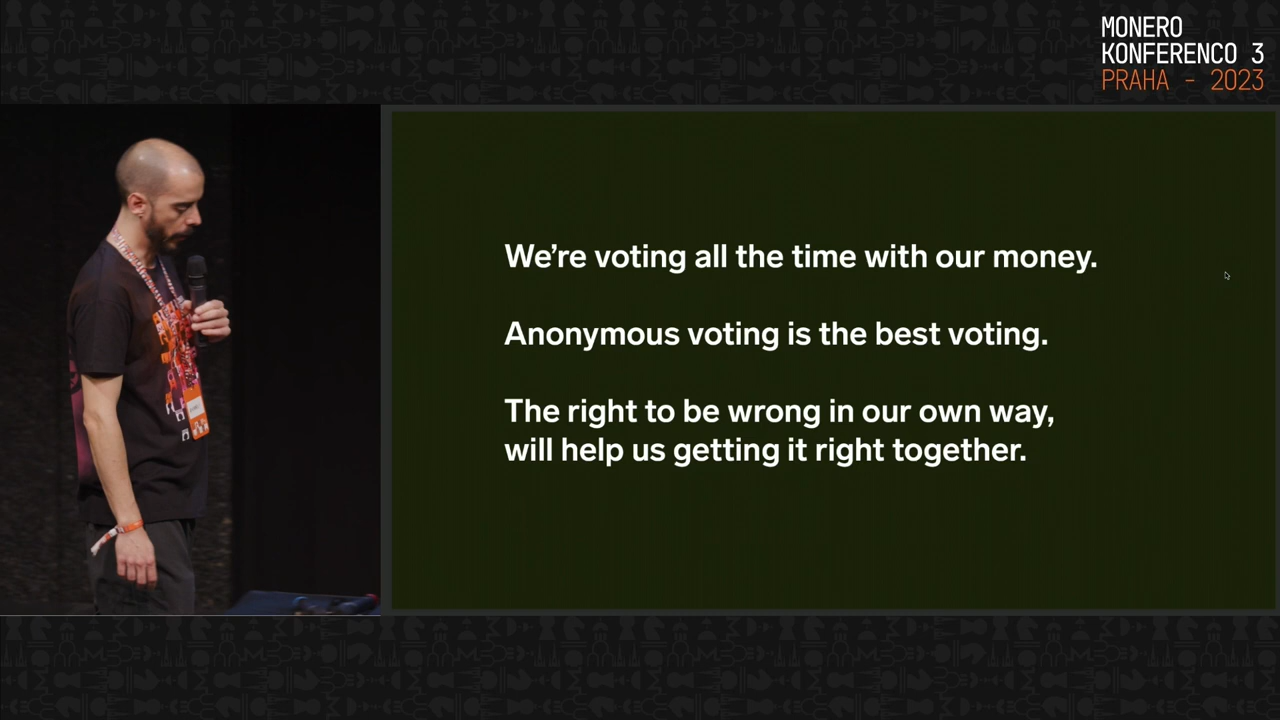 MONERO
KONFERENCO 3
PRAHA - 2023
We're voting all the time with our money.
Anonymous voting is the best voting.
The right to be wrong in our own way,
will help us getting it right together.